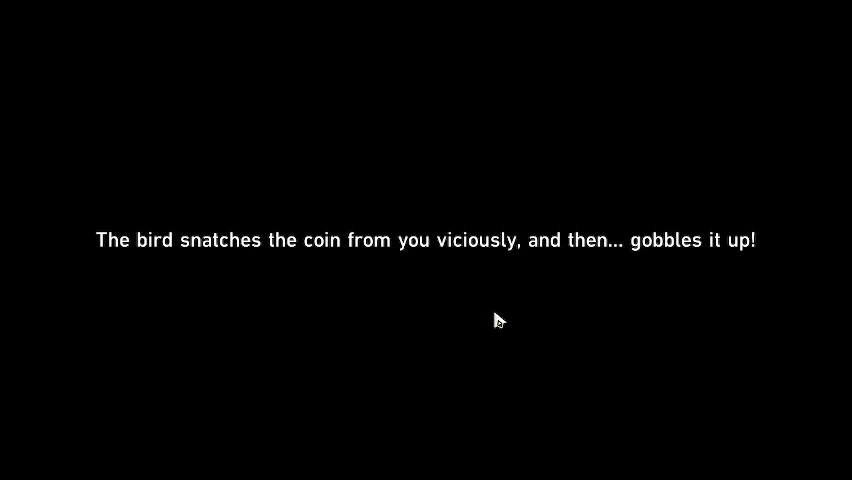 The bird snatches the coin from you viciously, and then... gobbles it up!